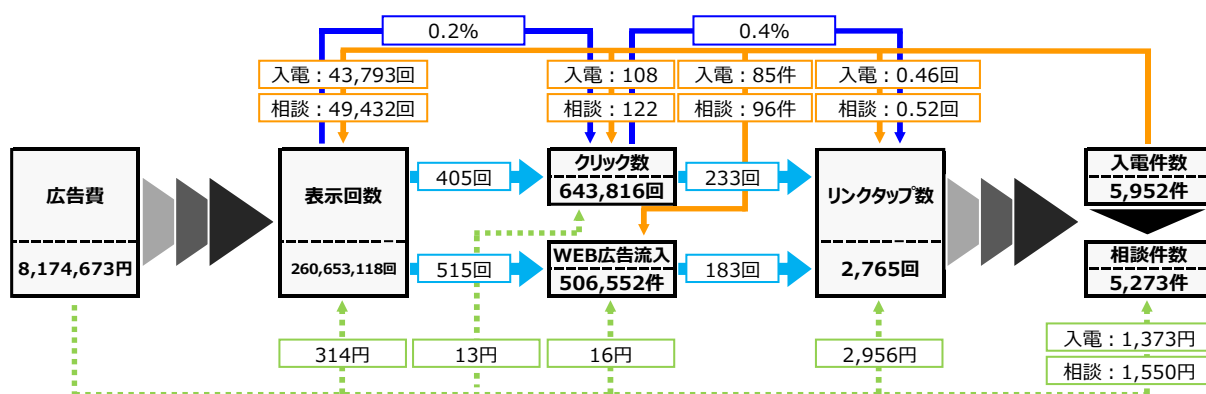 0.2%
0.4%
入電：43,793回
相談：49,432回
入電：108
相談：122
入電：85件
相談：96件
入電：0.46回
相談：0.52回
広告費
8,174,673円
表示回数
260,653,118回
405回
515回
クリック数
643,816回
WEB広告流入
506,552件
233回
183回
リンクタップ数
2,765回
入電件数
5,952件
相談件数
5,273件
314円
13円
16円
2,956円
入電：1,373円
相談：1,550円